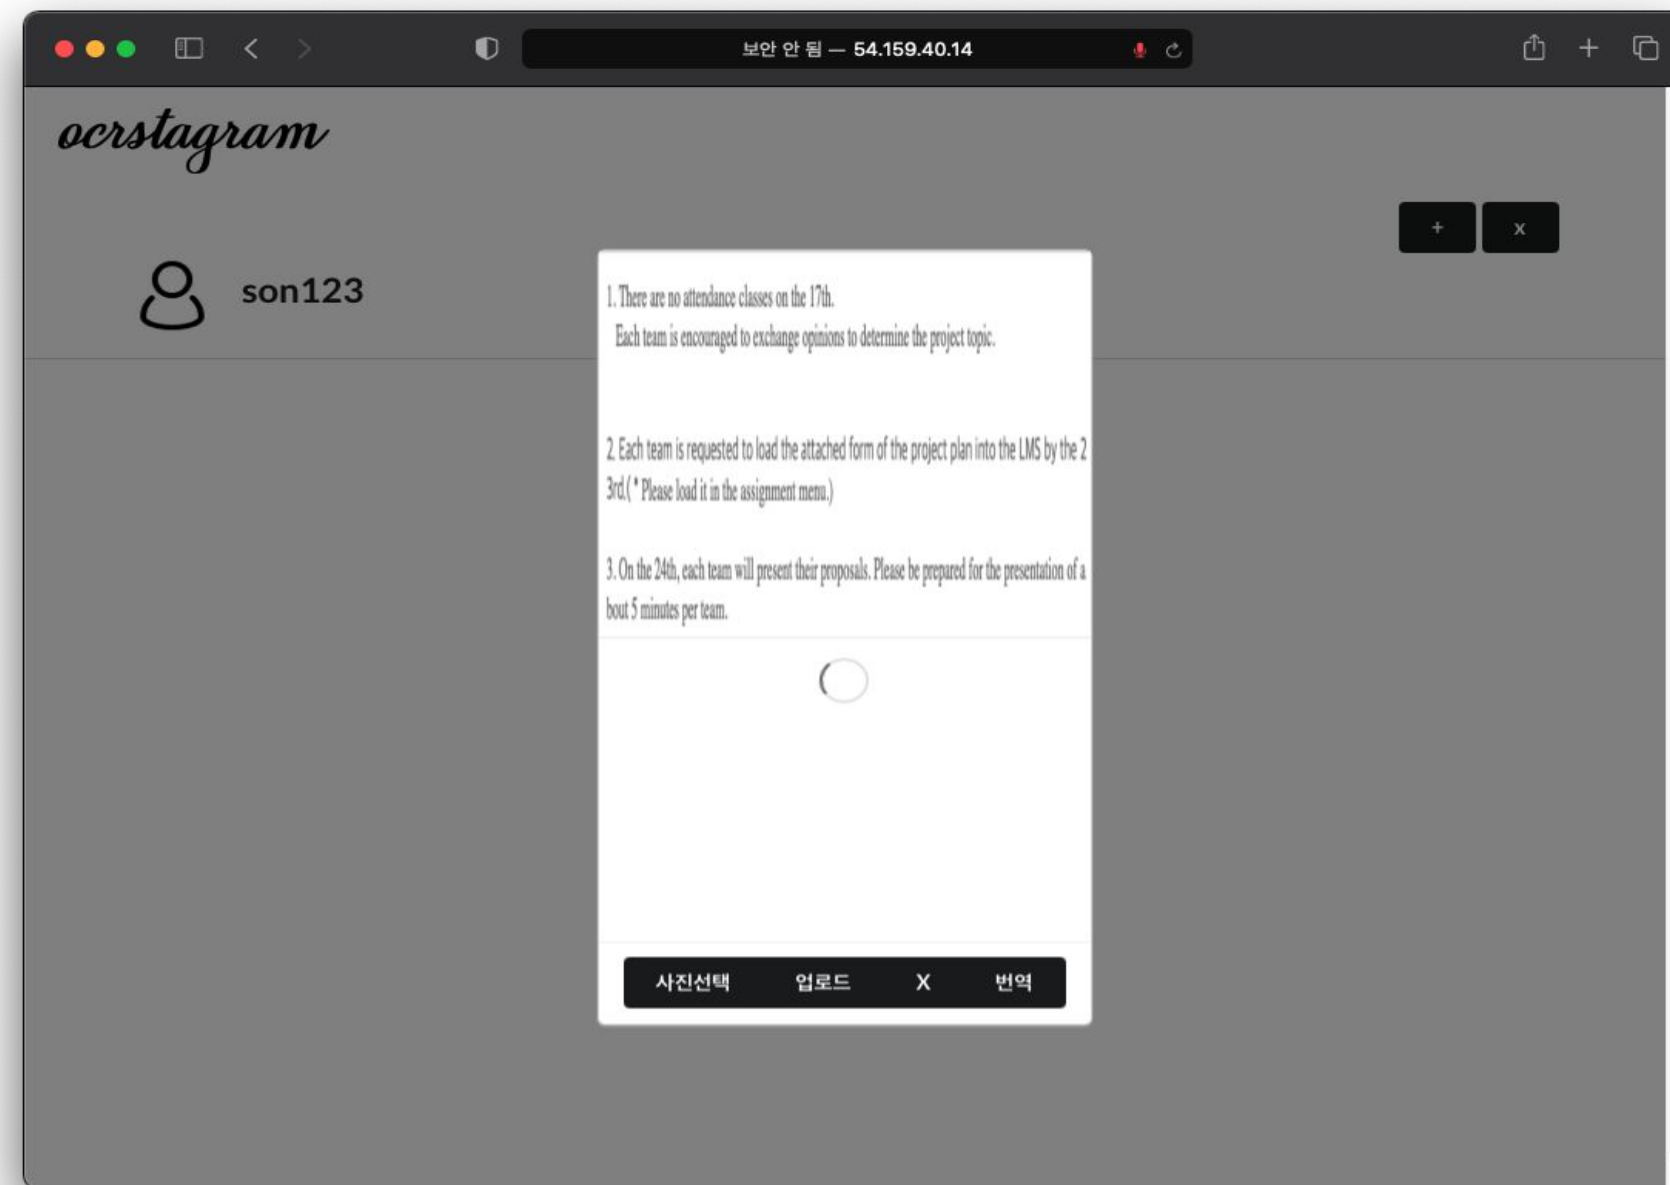 보안 안 됨 — 54.159.40.14
ocrstagram
+ x
son123
1. There are no attendance classes on the 17th.
Each team is encouraged to exchange opinions to determine the project topic.
2. Each team is requested to load the attached form of the project plan into the LMS by the 2
3rd.( * Please load it in the assignment menu.)
3. On the 24th, each team will present their proposals. Please be prepared for the presentation of a
bout 5 minutes per team.
사진선택 업로드 X 번역